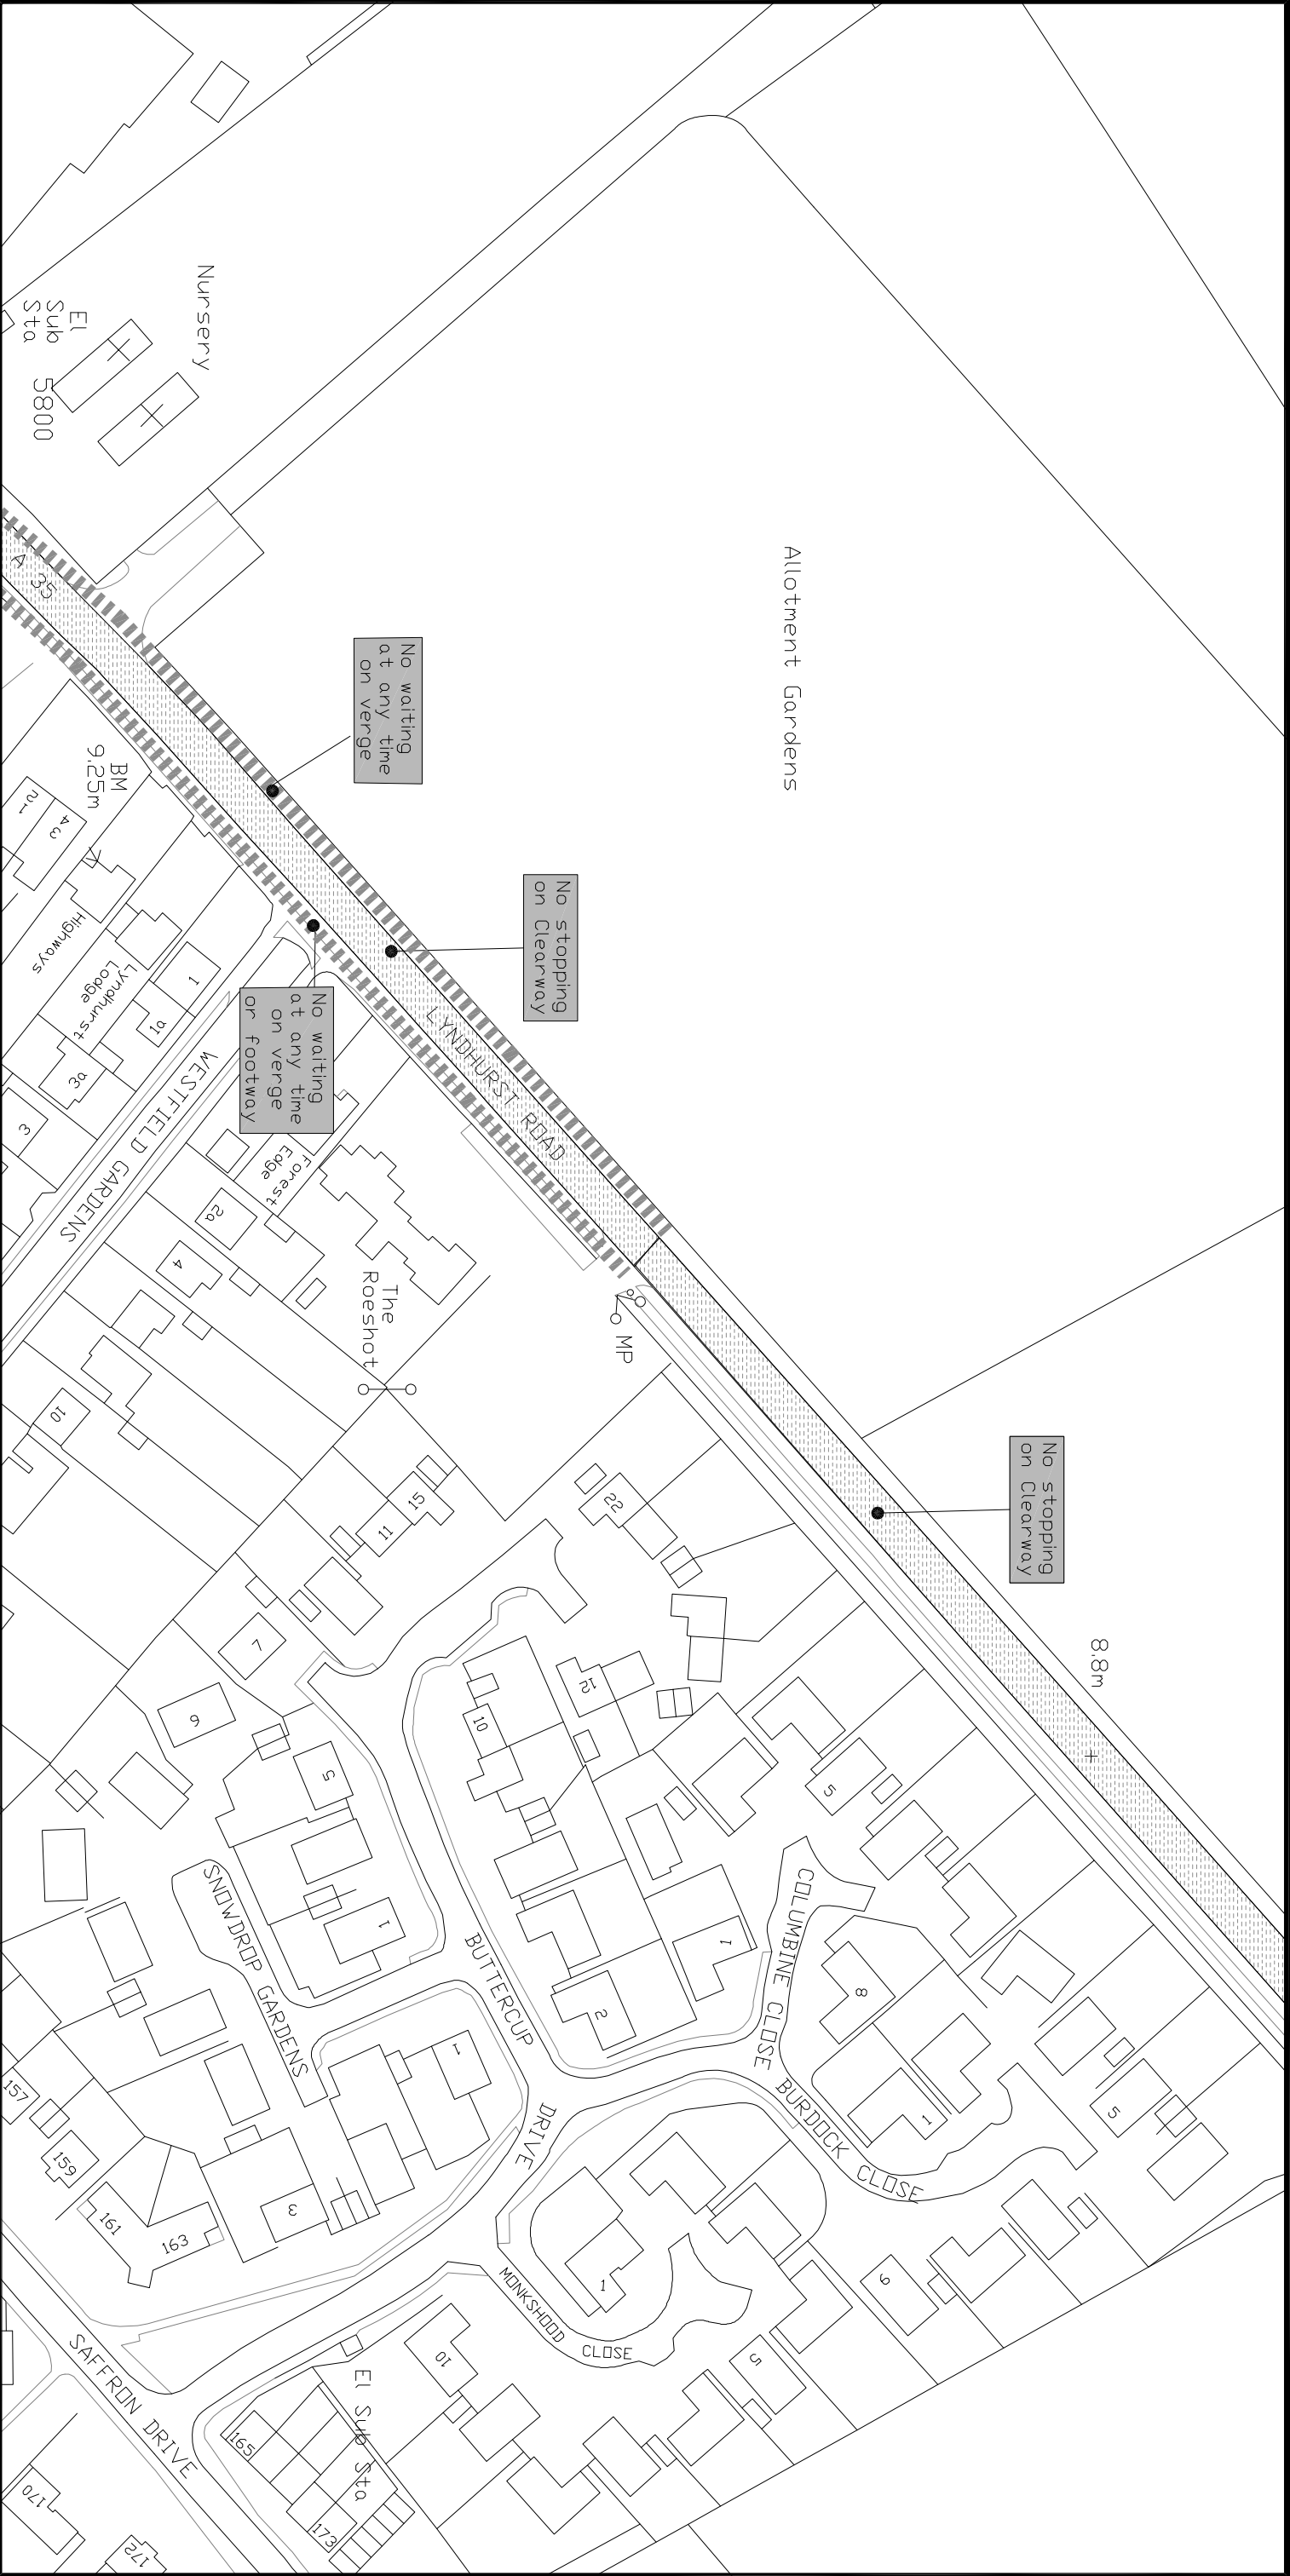 Nursery
El
Sub
Sta
5800
A 35
Allotment Gardens
No waiting
at any time
on verge
No stopping
on Clearway
No waiting
at any time
on verge
or footway
LYNDHURST ROAD
BM
9.25m
1
2
3
4
Highways
Lyndhurst
Lodge
1
1a
3a
3
WESTFIELD GARDENS
Forest
Edge
2a
4
10
The
Roeshot
MP
No stopping
on Clearway
8.8m
22
15
11
7
9
5
1
12
10
1
2
5
8
1
5
SNOWDROP GARDENS
BUTTERCUP
DRIVE
COLUMBINE CLOSE
BURDOCK CLOSE
1
3
157
159
161
163
1
MONKSHOOD CLOSE
6
5
10
El Sub Sta
165
173
SAFFRON DRIVE
170
172